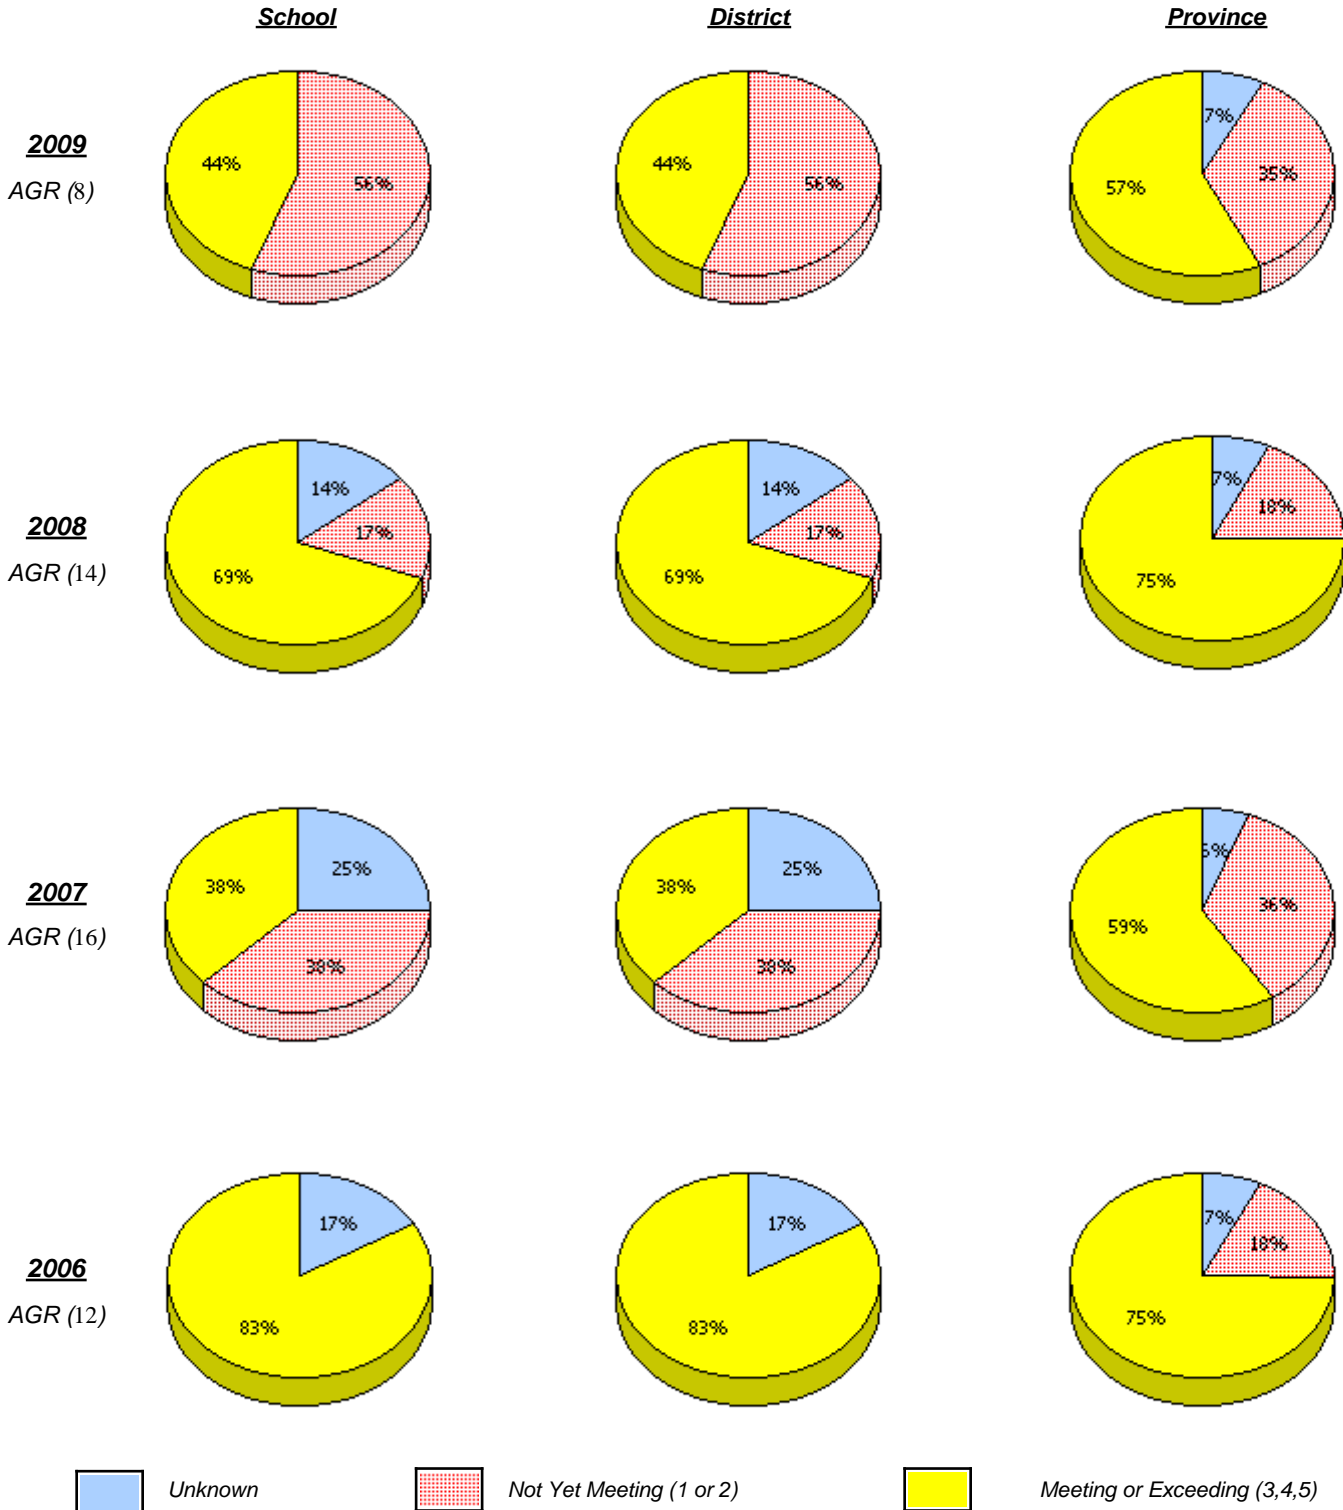 School District Province
2009
AGR (8)
44% 56% 44% 56% 7% 35% 57%
2008
AGR (14)
14% 17% 69% 14% 17% 69% 7% 18% 75%
2007
AGR (16)
38% 25% 38% 38% 25% 38% 36% 59%
2006
AGR (12)
17% 83% 17% 83% 7% 18% 75%
Unknown Not Yet Meeting (1 or 2) Meeting or Exceeding (3,4,5)